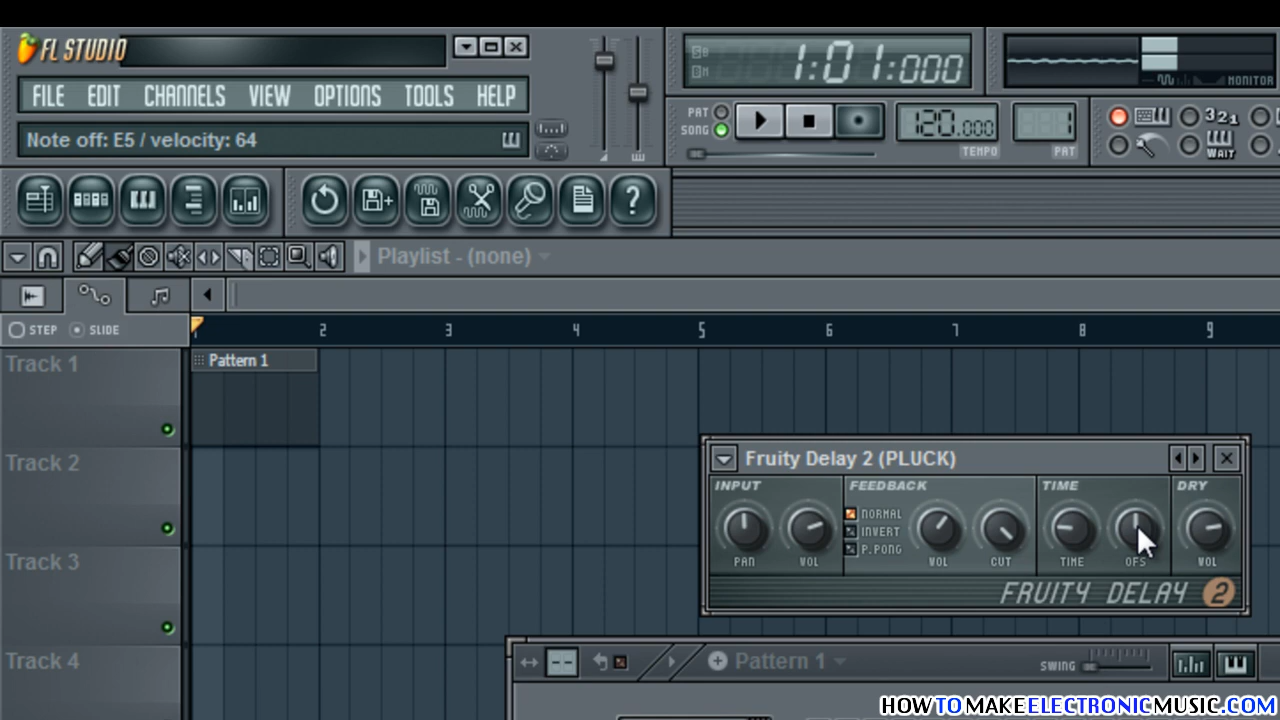 FL STUDIO
FILE EDIT CHANNELS VIEW OPTIONS TOOLS HELP
Note off: E5 / velocity: 64
1:01:000
MONITOR
PAT
SONG
120.000
TEMPO
1
PAT
321
WAIT
Playlist - (none)
STEP SLIDE
1 2 3 4 5 6 7 8 9
Track 1
Pattern 1
Track 2
Track 3
Track 4
Fruity Delay 2 (PLUCK)
INPUT FEEDBACK TIME DRY
NORMAL
INVERT
P.PONG
PAN VOL VOL CUT TIME OFS VOL
FRUITY DELAY 2
Pattern 1
SWING
HOWTOMAKEELECTRONICMUSIC.COM